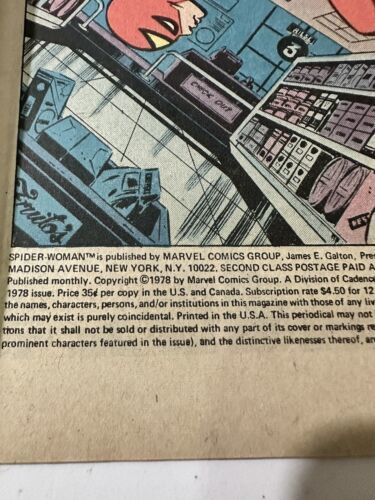 3
CHECK OUT
Fruito's
SPIDER-WOMAN™ is published by MARVEL COMICS GROUP, James E. Galton, Pres
MADISON AVENUE, NEW YORK, N.Y. 10022. SECOND CLASS POSTAGE PAID A
Published monthly. Copyright ©1978 by Marvel Comics Group. A Division of Cadence
1978 issue. Price 35¢ per copy in the U.S. and Canada. Subscription rate $4.50 for 12
the names, characters, persons, and/or institutions in this magazine with those of any liv
which may exist is purely coincidental. Printed in the U.S.A. This periodical may not
tions that it shall not be sold or distributed with any part of its cover or markings re
prominent characters featured in the issue), and the distinctive likenesses thereof, a